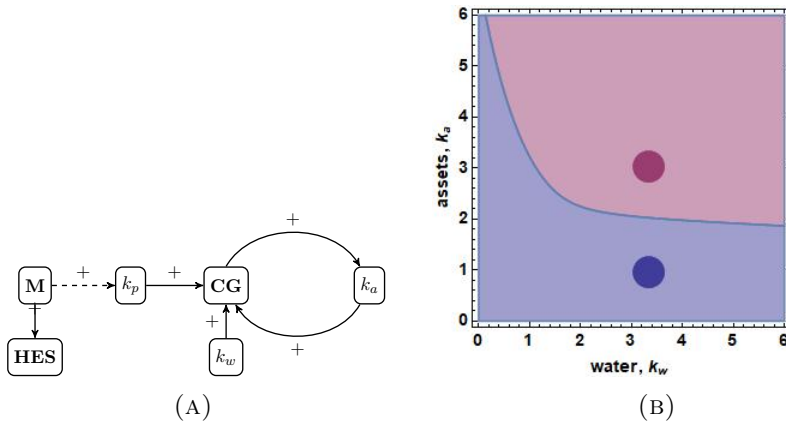 +
+
+
M
k_p
CG
k_a
+
+
+
HES
k_w
(A)
6
5
4
3
2
1
0
assets, k_a
0 1 2 3 4 5 6
water, k_w
(B)